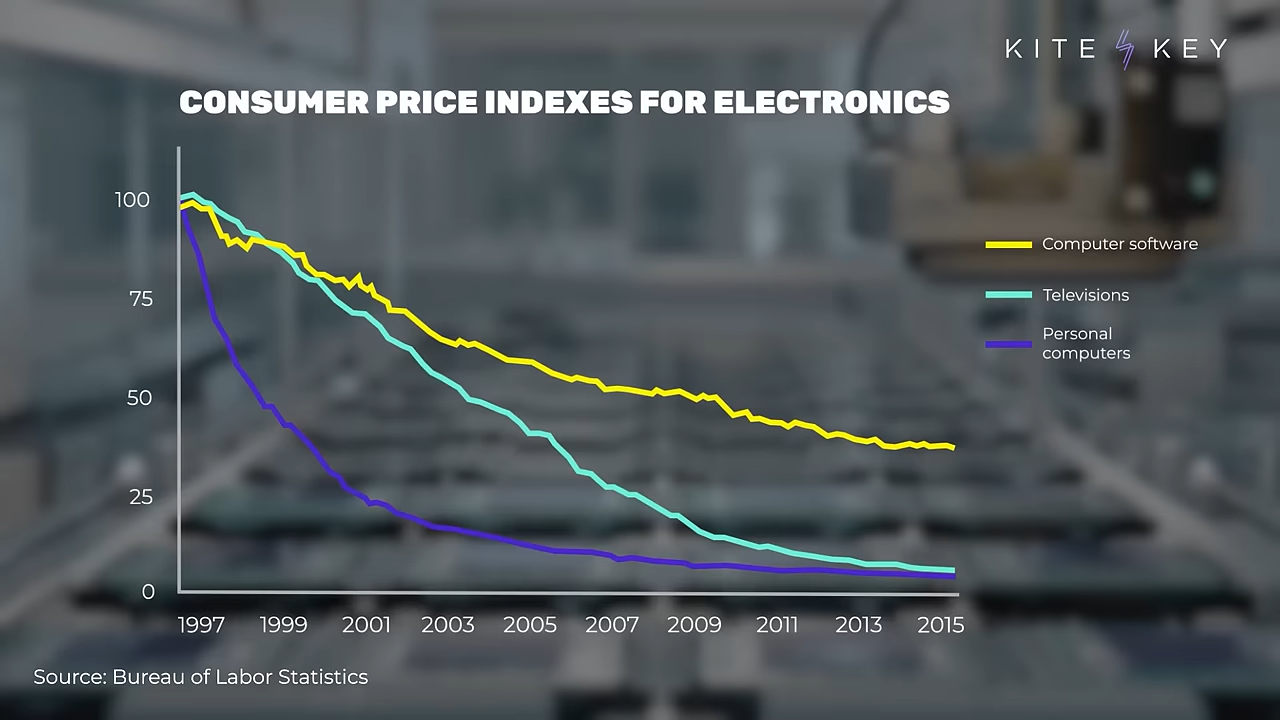 KITE KEY
CONSUMER PRICE INDEXES FOR ELECTRONICS
100
75
50
25
0
Computer software
Televisions
Personal
computers
1997 1999 2001 2003 2005 2007 2009 2011 2013 2015
Source: Bureau of Labor Statistics